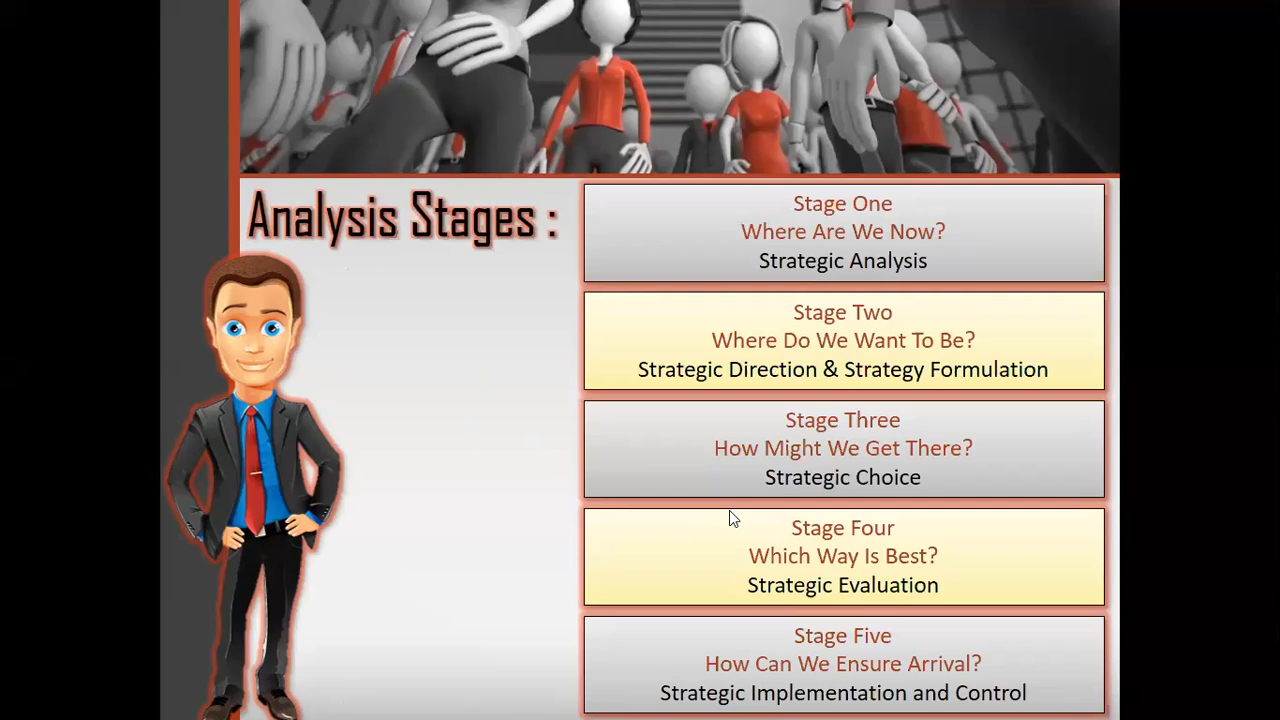 Analysis Stages :
Stage One
Where Are We Now?
Strategic Analysis
Stage Two
Where Do We Want To Be?
Strategic Direction & Strategy Formulation
Stage Three
How Might We Get There?
Strategic Choice
Stage Four
Which Way Is Best?
Strategic Evaluation
Stage Five
How Can We Ensure Arrival?
Strategic Implementation and Control